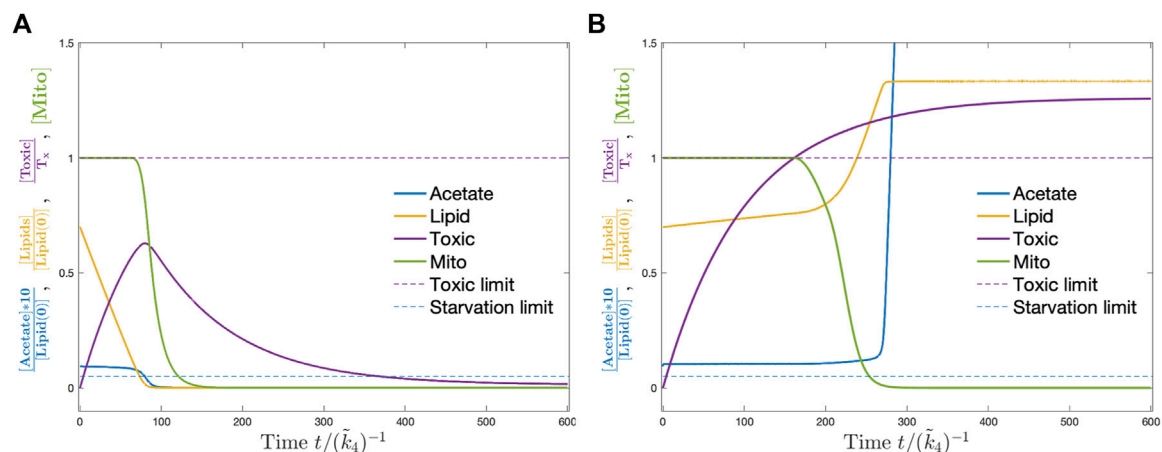 A
1.5
1
0.5
0
0
100
200
300
400
500
600
[Acetate]*10/[Lipid(0)] , [Lipids]/[Lipid(0)] , [Toxic]/Tx , [Mito]
Acetate
Lipid
Toxic
Mito
Toxic limit
Starvation limit
Time t/(k̃₄)⁻¹
B
1.5
1
0.5
0
0
100
200
300
400
500
600
[Acetate]*10/[Lipid(0)] , [Lipids]/[Lipid(0)] , [Toxic]/Tx , [Mito]
Acetate
Lipid
Toxic
Mito
Toxic limit
Starvation limit
Time t/(k̃₄)⁻¹